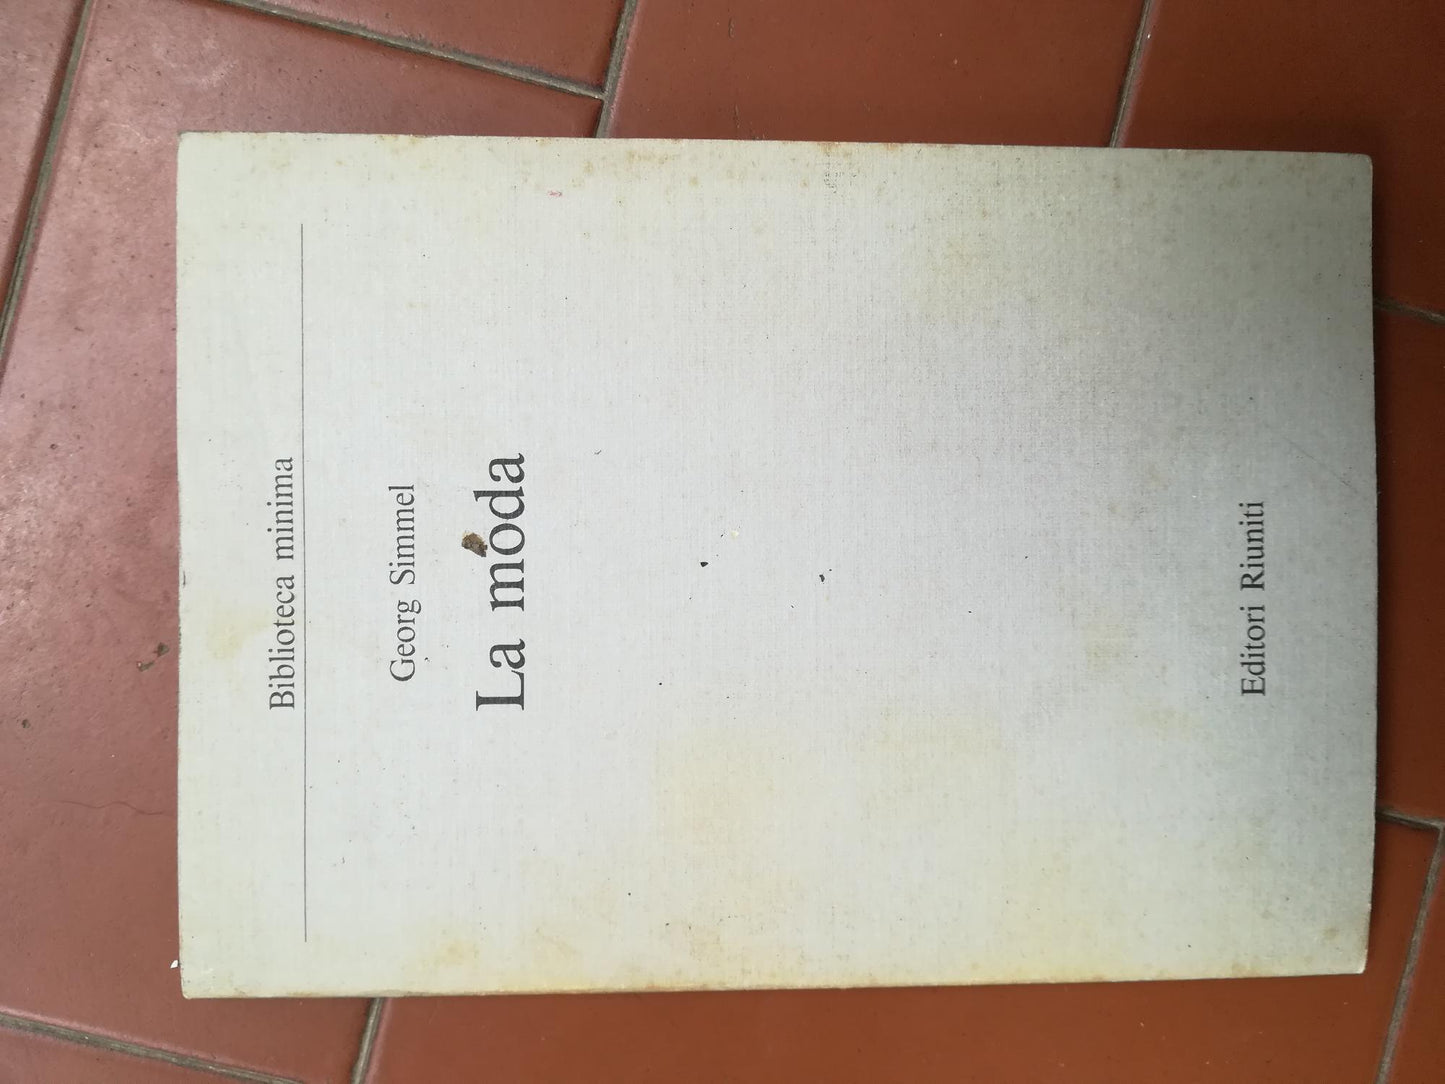 Biblioteca minima
Georg Simmel
La moda
Editori Riuniti